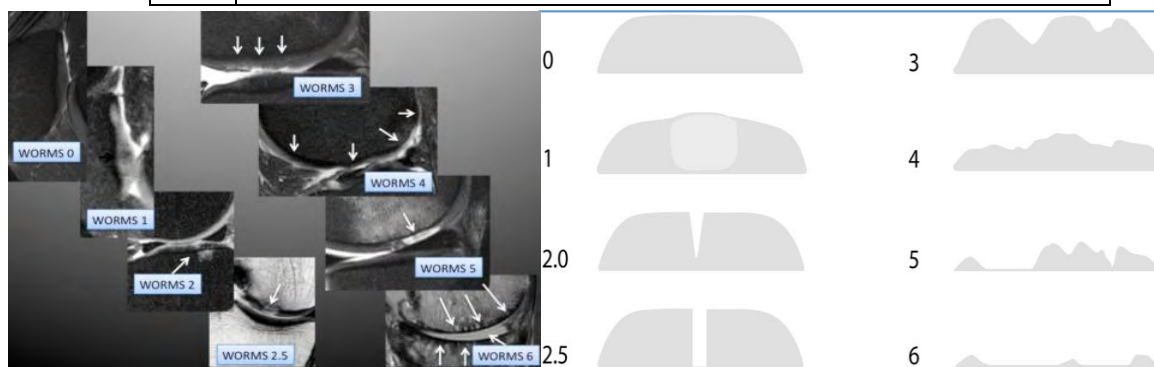 WORMS 0
WORMS 1
WORMS 2
WORMS 2.5
WORMS 3
WORMS 4
WORMS 5
WORMS 6
0
1
2.0
2.5
3
4
5
6